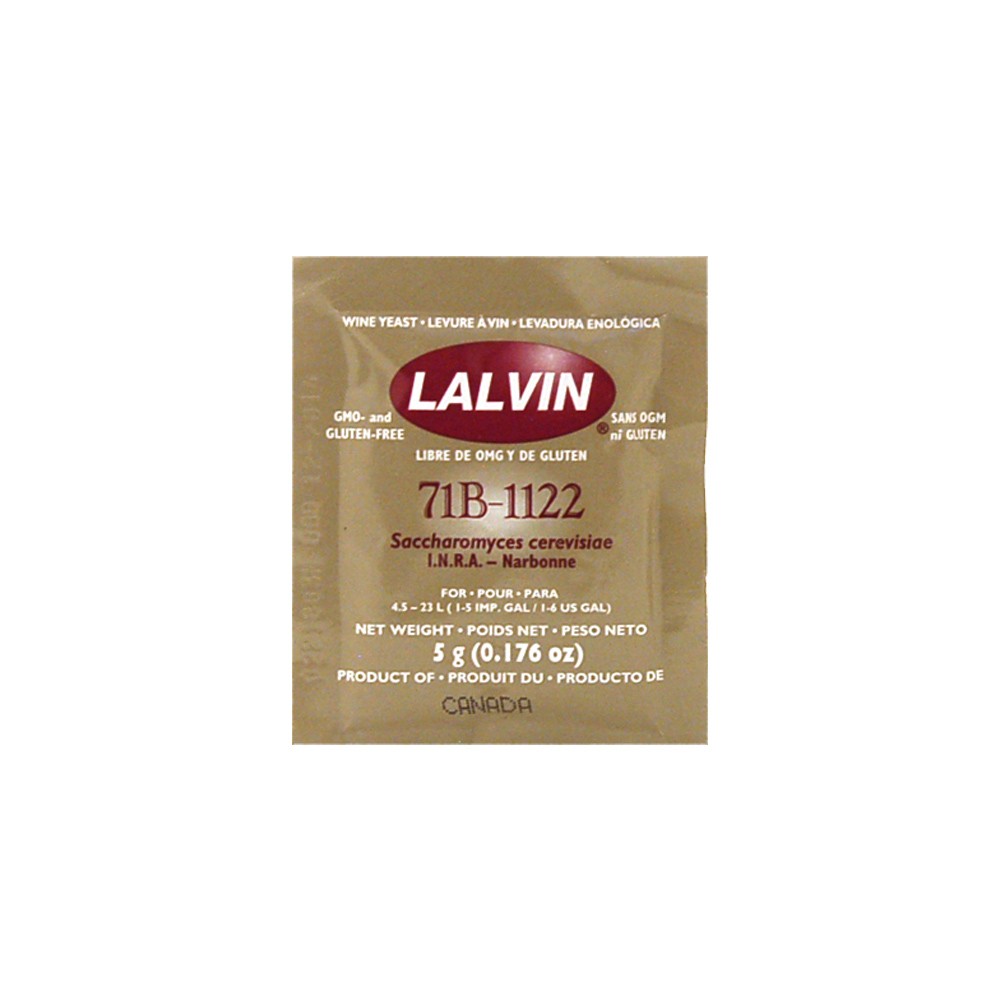 WINE YEAST • LEVURE À VIN • LEVADURA ENOLÓGICA
LALVIN®
GMO- and
GLUTEN-FREE
SANS OGM
ni GLUTEN
LIBRE DE OMG Y DE GLUTEN
71B-1122
Saccharomyces cerevisiae
I.N.R.A. – Narbonne
FOR • POUR • PARA
4.5 – 23 L ( 1-5 IMP. GAL / 1-6 US GAL)
NET WEIGHT • POIDS NET • PESO NETO
5 g (0.176 oz)
PRODUCT OF • PRODUIT DU • PRODUCTO DE
CANADA